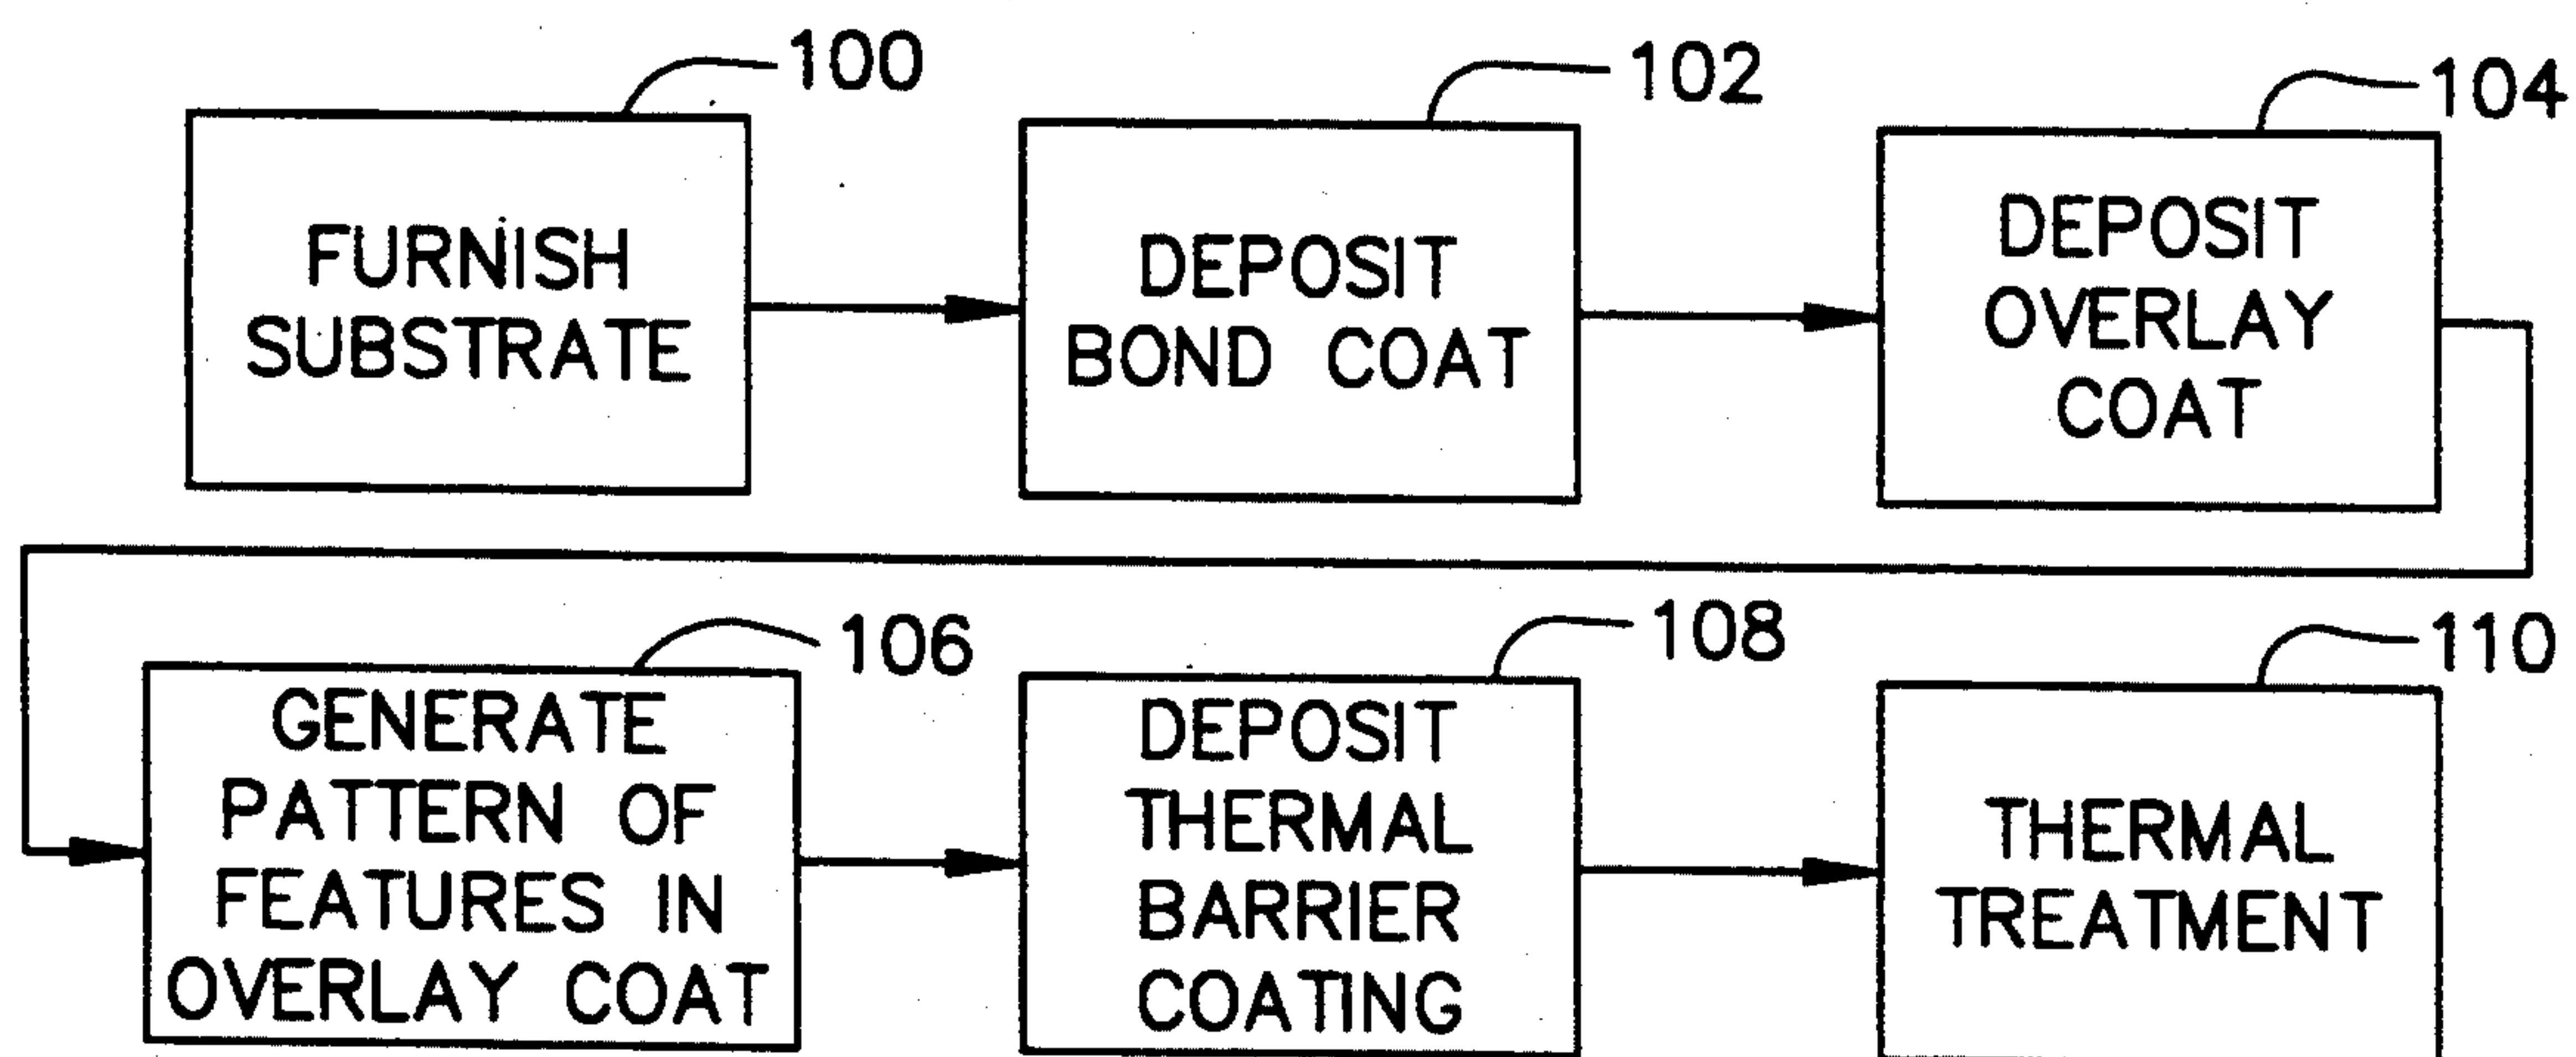 100
FURNISH
SUBSTRATE
102
DEPOSIT
BOND COAT
104
DEPOSIT
OVERLAY
COAT
106
GENERATE
PATTERN OF
FEATURES IN
OVERLAY COAT
108
DEPOSIT
THERMAL
BARRIER
COATING
110
THERMAL
TREATMENT